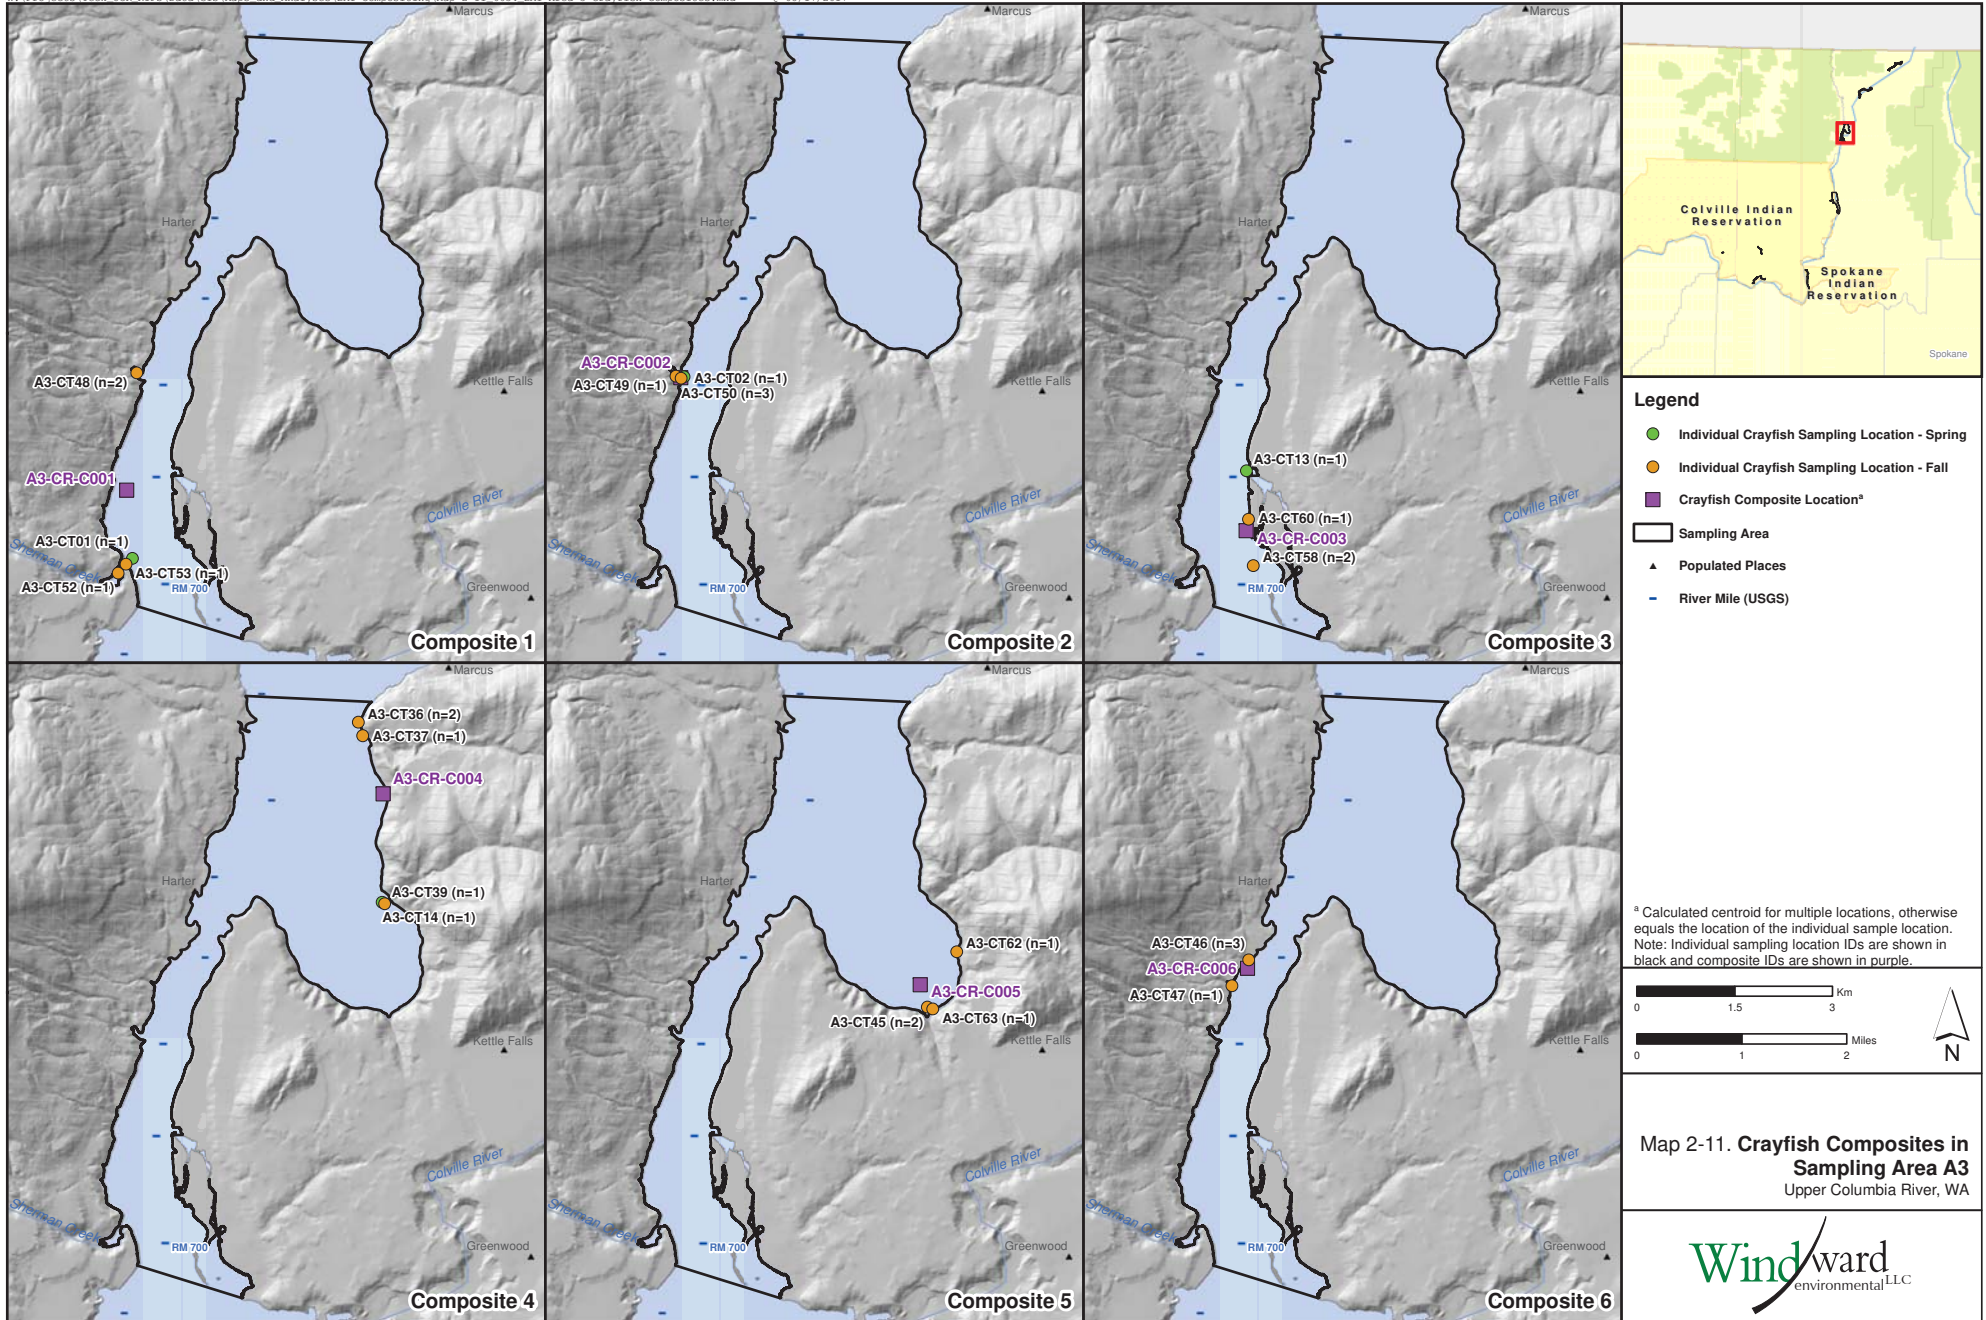 Marcus
Harter
A3-CT48 (n=2)
Kettle Falls
A3-CR-C001
Colville River
A3-CT01 (n=1)
Sherman Creek
A3-CT53 (n=1)
A3-CT52 (n=1)
RM 700
Greenwood
Composite 1
Marcus
Harter
A3-CR-C002
A3-CT49 (n=1)
A3-CT02 (n=1)
A3-CT50 (n=3)
Kettle Falls
Colville River
Sherman Creek
RM 700
Greenwood
Composite 2
Marcus
Harter
Kettle Falls
A3-CT13 (n=1)
Colville River
A3-CT60 (n=1)
A3-CR-C003
A3-CT58 (n=2)
Sherman Creek
RM 700
Greenwood
Composite 3
Marcus
A3-CT36 (n=2)
A3-CT37 (n=1)
A3-CR-C004
Harter
A3-CT39 (n=1)
A3-CT14 (n=1)
Kettle Falls
Colville River
Sherman Creek
RM 700
Greenwood
Composite 4
Marcus
Harter
A3-CT62 (n=1)
A3-CR-C005
A3-CT45 (n=2)
A3-CT63 (n=1)
Kettle Falls
Colville River
Sherman Creek
RM 700
Greenwood
Composite 5
Marcus
Harter
A3-CT46 (n=3)
A3-CR-C006
A3-CT47 (n=1)
Kettle Falls
Colville River
Sherman Creek
RM 700
Greenwood
Composite 6
Colville Indian
Reservation
Spokane
Indian
Reservation
Spokane
Legend
Individual Crayfish Sampling Location - Spring
Individual Crayfish Sampling Location - Fall
Crayfish Composite Location^a
Sampling Area
Populated Places
River Mile (USGS)
^a Calculated centroid for multiple locations, otherwise
equals the location of the individual sample location.
Note: Individual sampling location IDs are shown in
black and composite IDs are shown in purple.
Km
0 1.5 3
Miles
0 1 2
N
Map 2-11. Crayfish Composites in
Sampling Area A3
Upper Columbia River, WA
Windward
environmental LLC